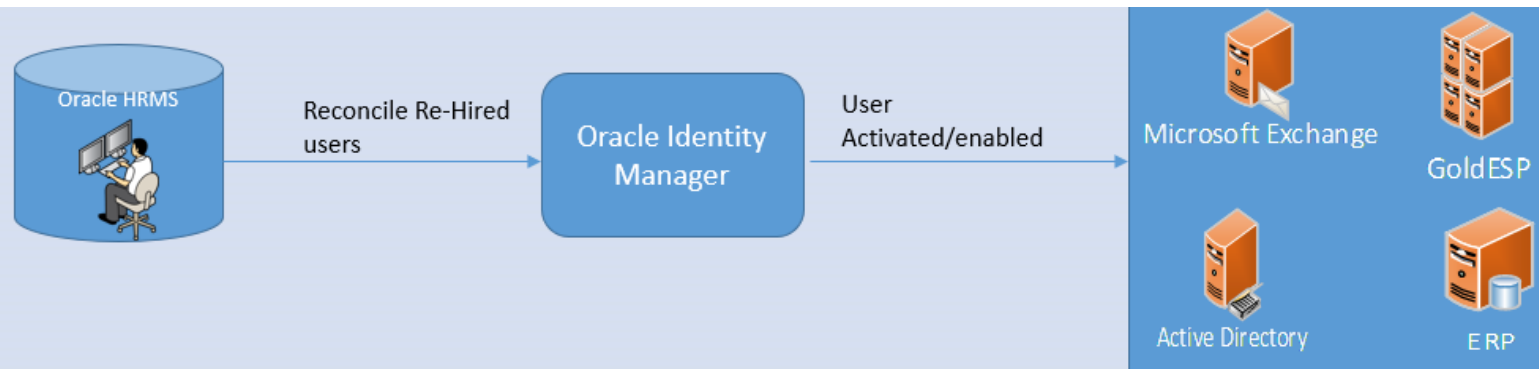 Oracle HRMS
Reconcile Re-Hired
users
Oracle Identity
Manager
User
Activated/enabled
Microsoft Exchange
GoldESP
Active Directory
ERP